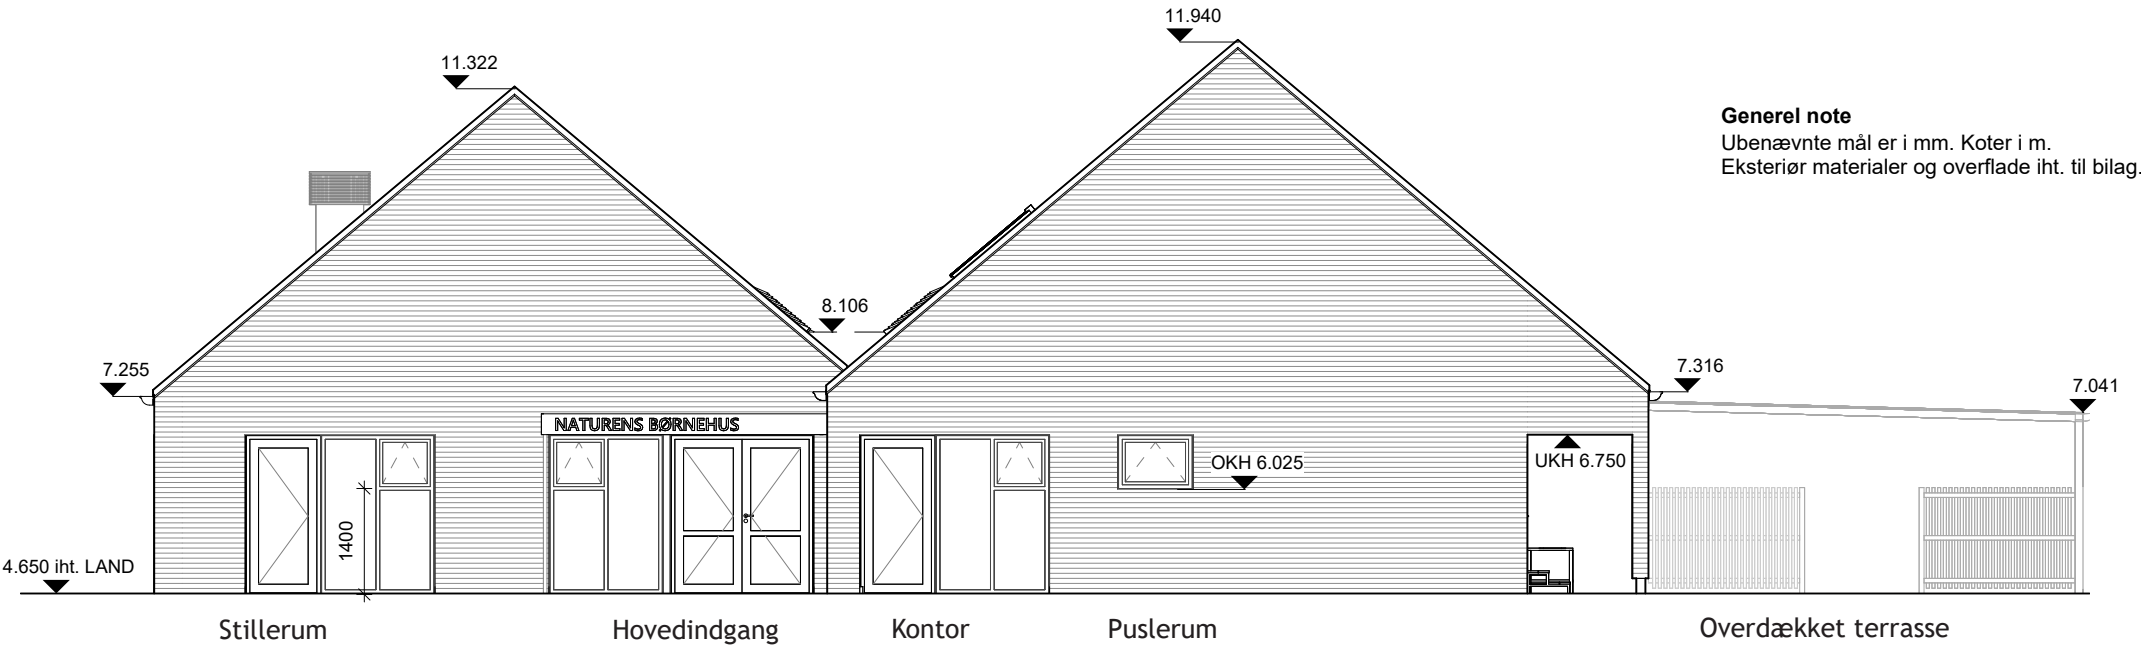 11.940
11.322
Generel note
Ubenævnte mål er i mm. Koter i m.
Eksteriør materialer og overflade iht. til bilag.
8.106
7.255
7.316
7.041
NATURENS BØRNEHUS
OKH 6.025
UKH 6.750
1400
4.650 iht. LAND
Stillerum
Hovedindgang
Kontor
Puslerum
Overdækket terrasse